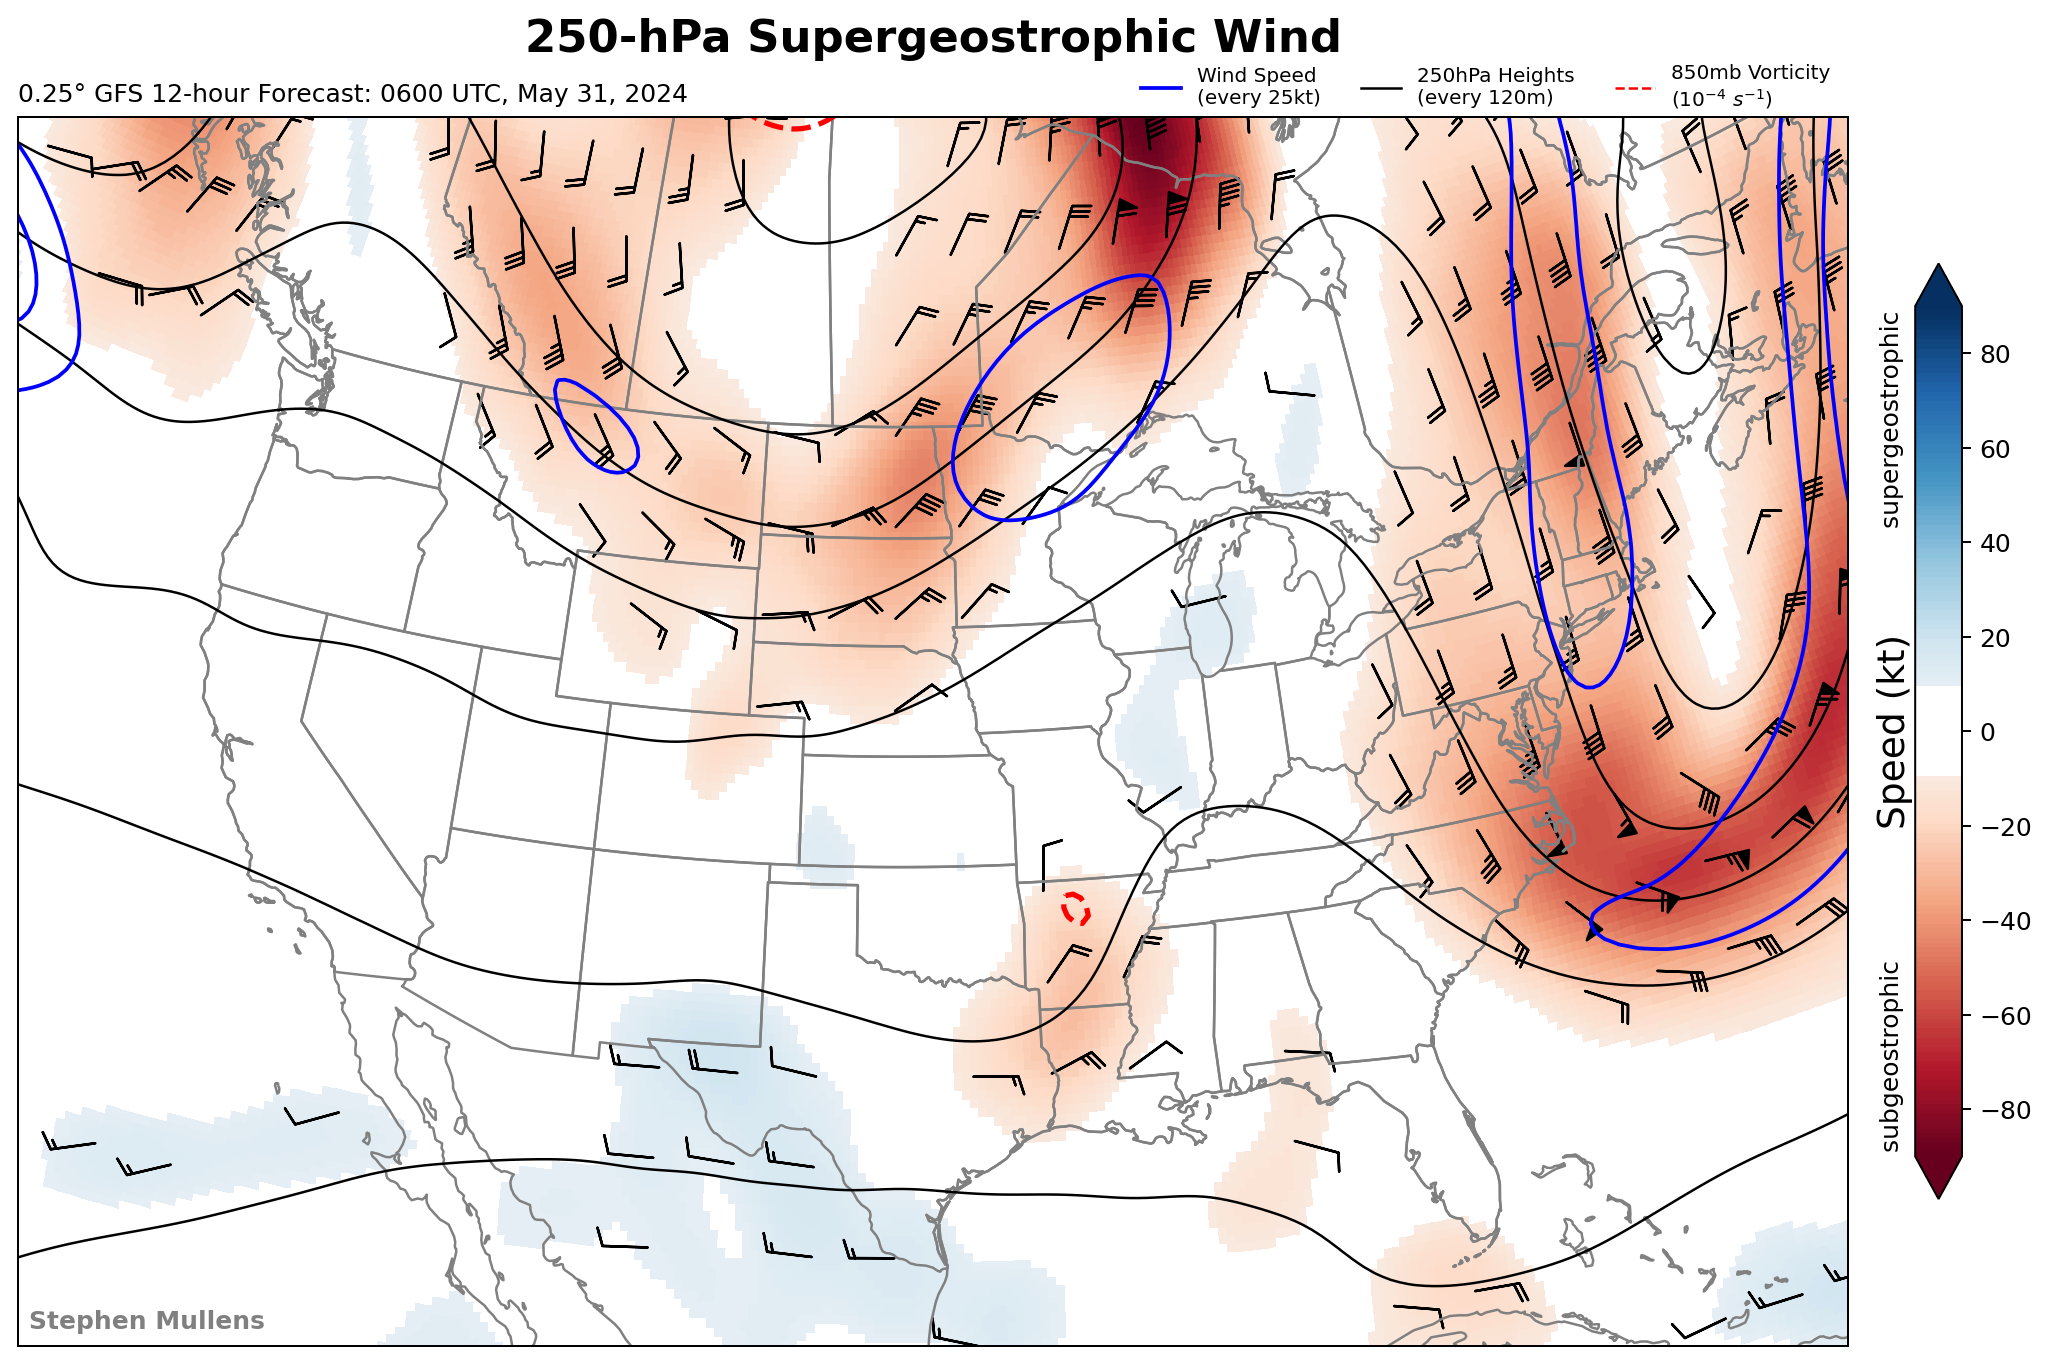 250-hPa Supergeostrophic Wind
0.25° GFS 12-hour Forecast: 0600 UTC, May 31, 2024
Wind Speed
(every 25kt)
250hPa Heights
(every 120m)
850mb Vorticity
(10⁻⁴ s⁻¹)
supergeostrophic
Speed (kt)
subgeostrophic
80
60
40
20
0
−20
−40
−60
−80
Stephen Mullens